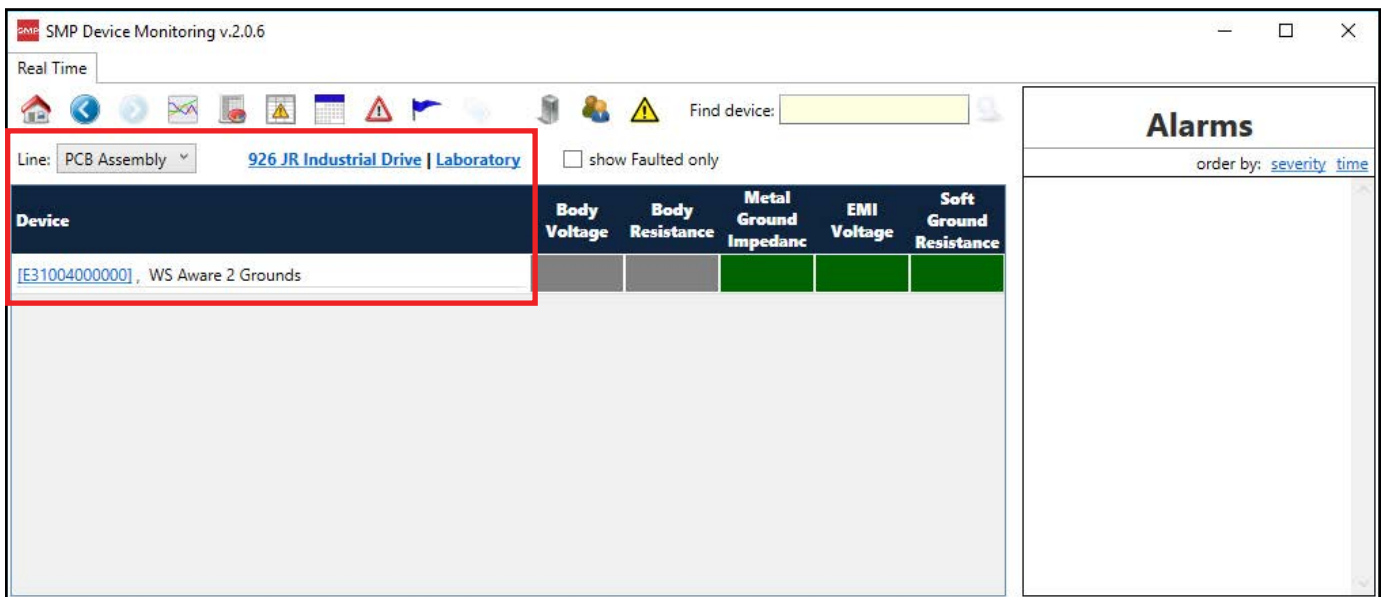 SMP SMP Device Monitoring v.2.0.6
Real Time
Find device:
Line: PCB Assembly 926 JR Industrial Drive | Laboratory show Faulted only
Device
Body
Voltage
Body
Resistance
Metal
Ground
Impedanc
EMI
Voltage
Soft
Ground
Resistance
[E31004000000] , WS Aware 2 Grounds
Alarms
order by: severity time